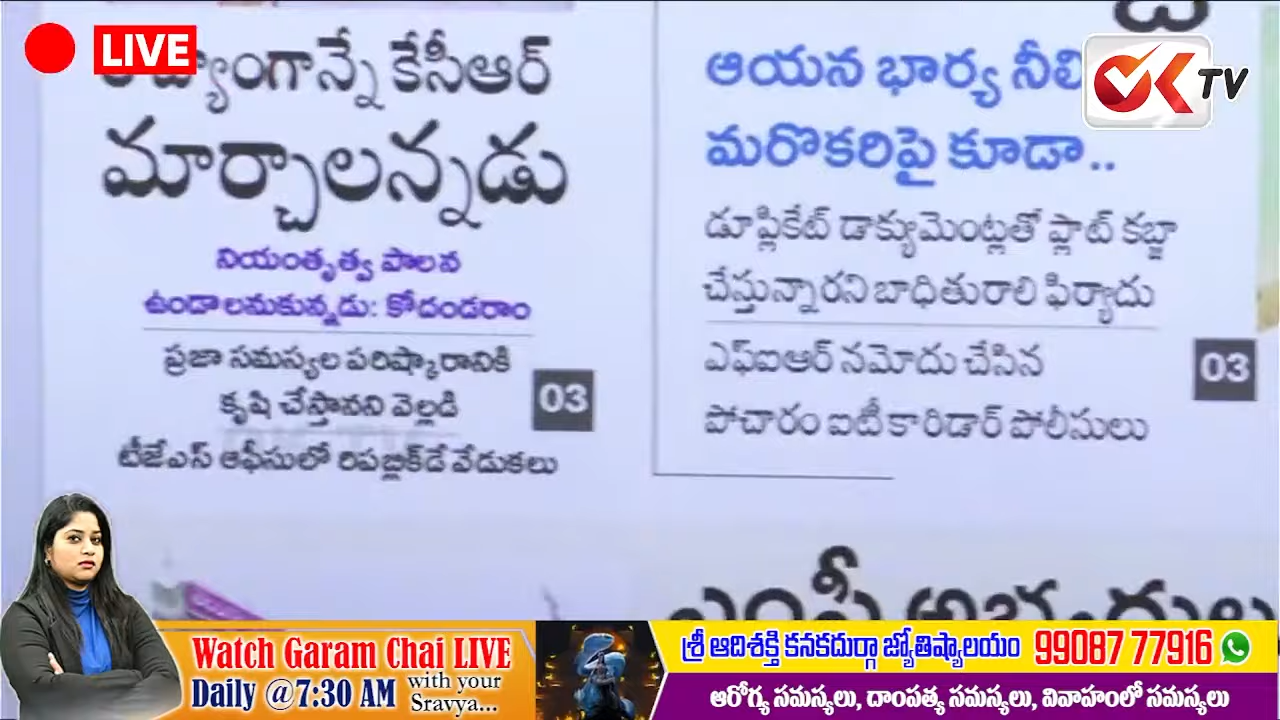 LIVE
కేసీఆర్
మార్చాలన్నడు
నియంతృత్వ పాలన
ఉండాలనుకున్నడు: కోదండరాం
ప్రజా సమస్యల పరిష్కారానికి
కృషి చేస్తానని వెల్లడి
03
టీజేఎస్ ఆఫీసులో రిపబ్లిక్‌డే వేడుకలు
OK TV
ఆయన భార్య
మరొకరిపై కూడా..
డూప్లికేట్ డాక్యుమెంట్లతో ప్లాట్ కబ్జా
చేస్తున్నారని బాధితురాలి ఫిర్యాదు
ఎఫ్ఐఆర్ నమోదు చేసిన
03
పోచారం ఐటీ కారిడార్ పోలీసులు
ఎంపీ
Watch Garam Chai LIVE
Daily @7:30 AM with your
Sravya...
శ్రీ ఆదిశక్తి కనకదుర్గా జ్యోతిష్యాలయం 99087 77916
ఆరోగ్య సమస్యలు, దాంపత్య సమస్యలు, వివాహంలో సమస్యలు